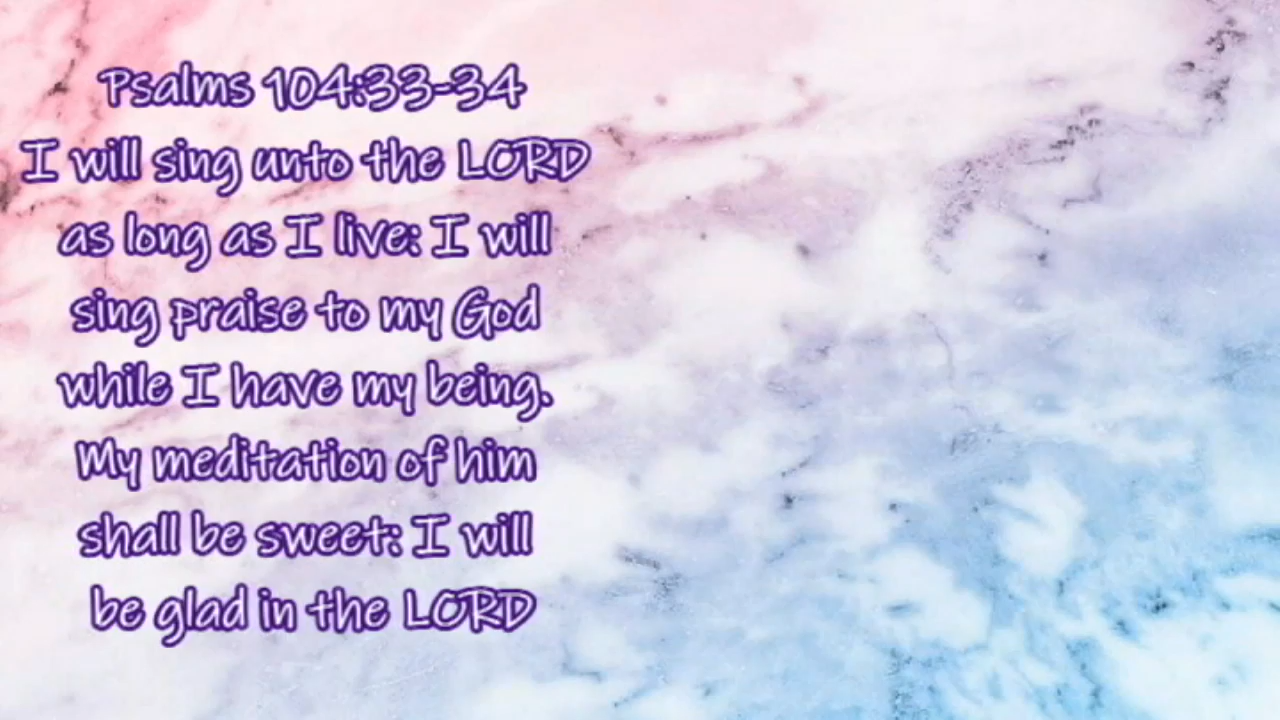 Psalms 104:33-34
I will sing unto the LORD
as long as I live: I will
sing praise to my God
while I have my being.
My meditation of him
shall be sweet: I will
be glad in the LORD